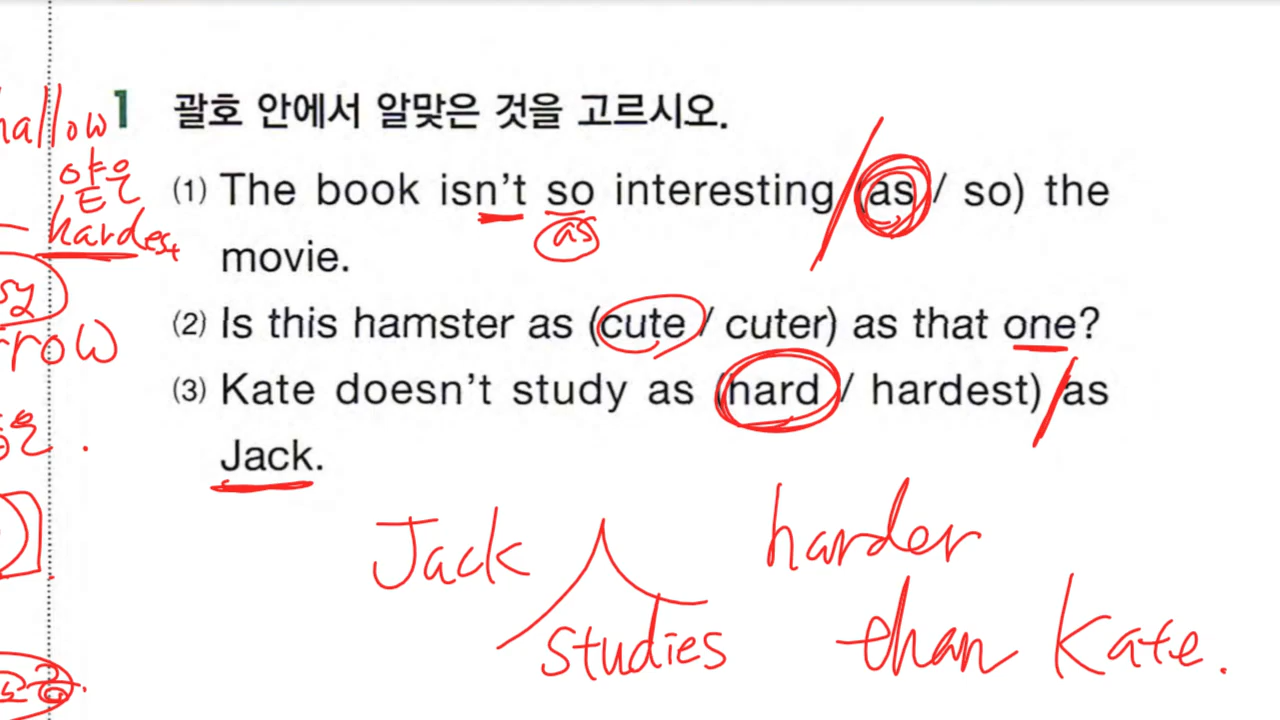 1 괄호 안에서 알맞은 것을 고르시오.
(1) The book isn't so interesting (as / so) the
as
movie.
(2) Is this hamster as (cute / cuter) as that one?
(3) Kate doesn't study as (hard / hardest) as
Jack.
hallow
얕은
hardest
rrow
Jack studies harder
than Kate.